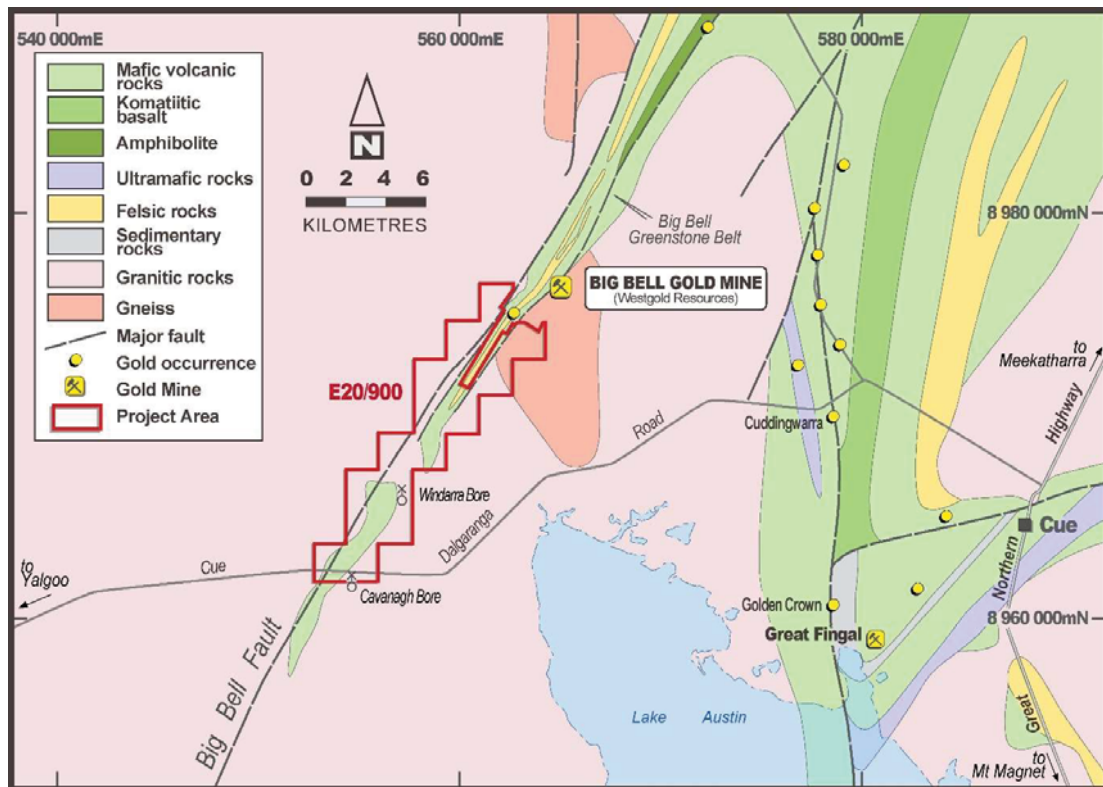 540 000mE
560 000mE
580 000mE
Mafic volcanic
rocks
Komatiitic
basalt
Amphibolite
Ultramafic rocks
Felsic rocks
Sedimentary
rocks
Granitic rocks
Gneiss
Major fault
Gold occurrence
Gold Mine
Project Area
N
0 2 4 6
KILOMETRES
Big Bell
Greenstone Belt
8 980 000mN
BIG BELL GOLD MINE
(Westgold Resources)
E20/900
to
Meekatharra
Highway
Northern
Great
Cuddingwarra
Road
Dalgaranga
Cue
Windarra Bore
Cue
to
Yalgoo
Cavanagh Bore
Golden Crown
Great Fingal
8 960 000mN
Big Bell Fault
Lake Austin
to
Mt Magnet